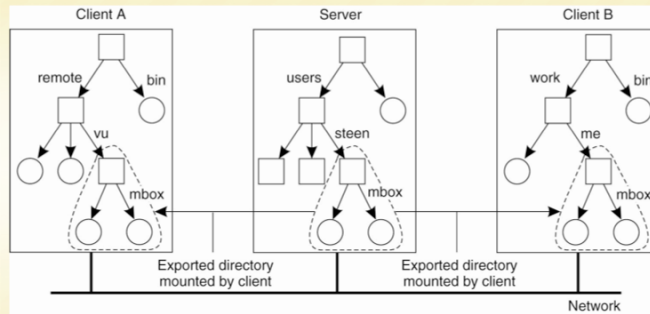 Client A
Server
Client B
remote
bin
users
work
bin
vu
steen
me
mbox
mbox
mbox
Exported directory
mounted by client
Exported directory
mounted by client
Network